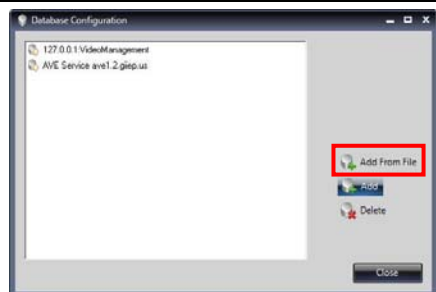 Database Configuration
127.0.0.1:VideoManagement
AVE Service ave1.2.giep.us
Add From File
Add
Delete
Close